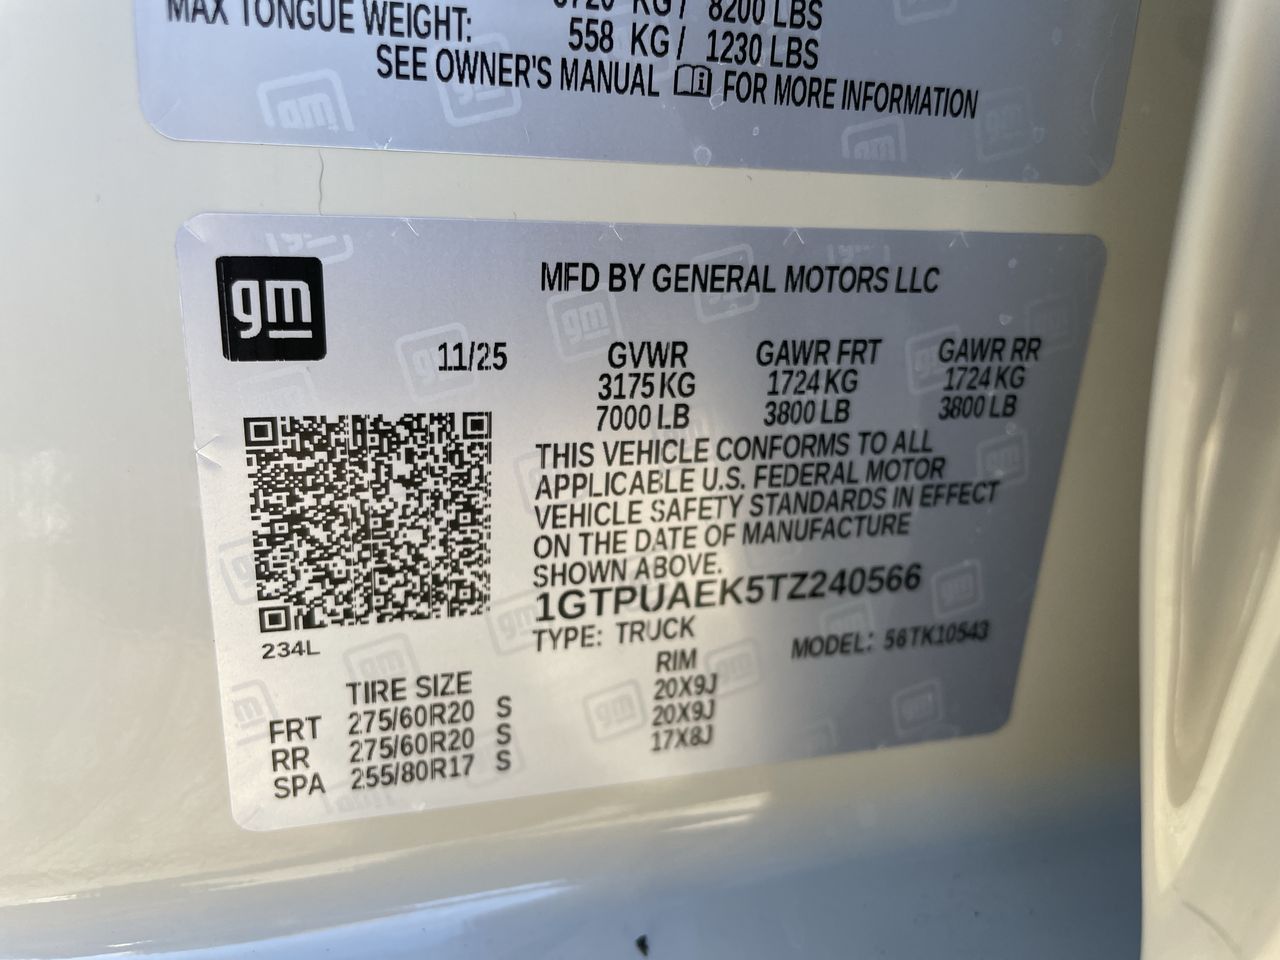 MAX TONGUE WEIGHT: KG/ 8200 LBS
558 KG/ 1230 LBS
SEE OWNER'S MANUAL FOR MORE INFORMATION
gm
MFD BY GENERAL MOTORS LLC
11/25 GVWR GAWR FRT GAWR RR
3175 KG 1724 KG 1724 KG
7000 LB 3800 LB 3800 LB
THIS VEHICLE CONFORMS TO ALL
APPLICABLE U.S. FEDERAL MOTOR
VEHICLE SAFETY STANDARDS IN EFFECT
ON THE DATE OF MANUFACTURE
SHOWN ABOVE.
1GTPUAEK5TZ240566
TYPE: TRUCK MODEL: 56TK10543
234L
TIRE SIZE RIM
FRT 275/60R20 S 20X9J
RR 275/60R20 S 20X9J
SPA 255/80R17 S 17X8J